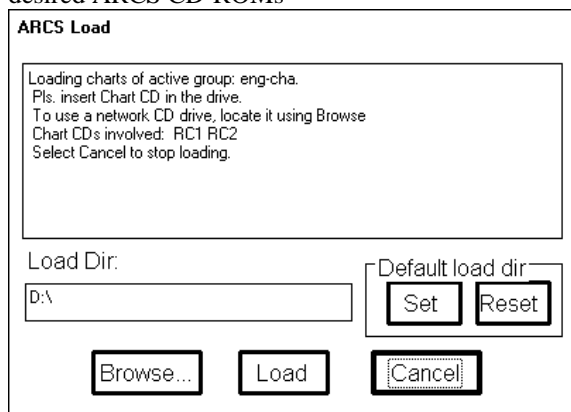 desired ARCS CD-ROMs
ARCS Load
Loading charts of active group: eng-cha.
Pls. insert Chart CD in the drive.
To use a network CD drive, locate it using Browse
Chart CDs involved: RC1 RC2
Select Cancel to stop loading.
Load Dir:
Default load dir
D:\
Set
Reset
Browse...
Load
Cancel